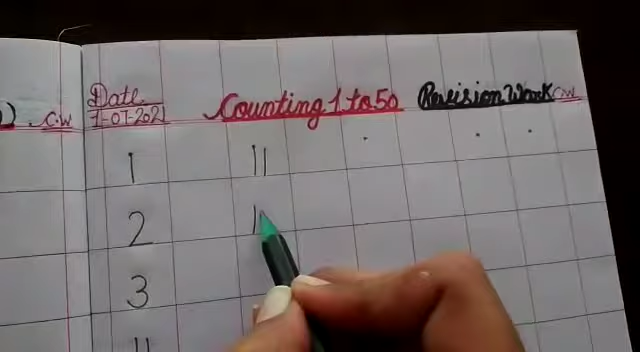 Date
1-07-2021
Counting 1 to 50
Revision Work
C.W
C.W
1 11
2 1
3